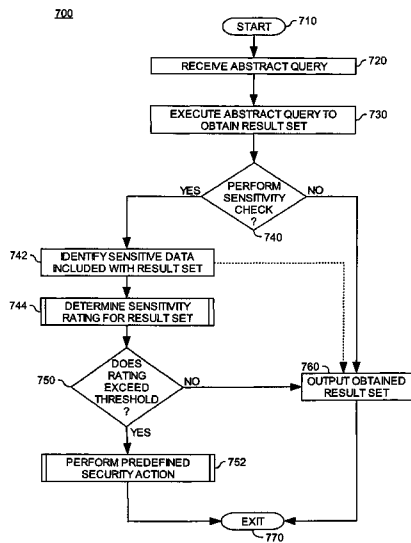 700
START
710
RECEIVE ABSTRACT QUERY
720
EXECUTE ABSTRACT QUERY TO
OBTAIN RESULT SET
730
PERFORM
SENSITIVITY
CHECK
?
740
YES
NO
742
IDENTIFY SENSITIVE DATA
INCLUDED WITH RESULT SET
744
DETERMINE SENSITIVITY
RATING FOR RESULT SET
750
DOES
RATING
EXCEED
THRESHOLD
?
NO
760
OUTPUT OBTAINED
RESULT SET
YES
PERFORM PREDEFINED
SECURITY ACTION
752
EXIT
770